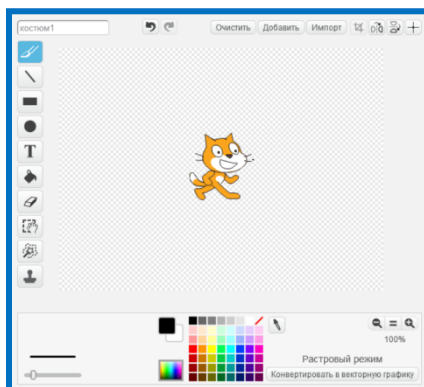 костюм1
Очистить Добавить Импорт
T
100%
Растровый режим
Конвертировать в векторную графику